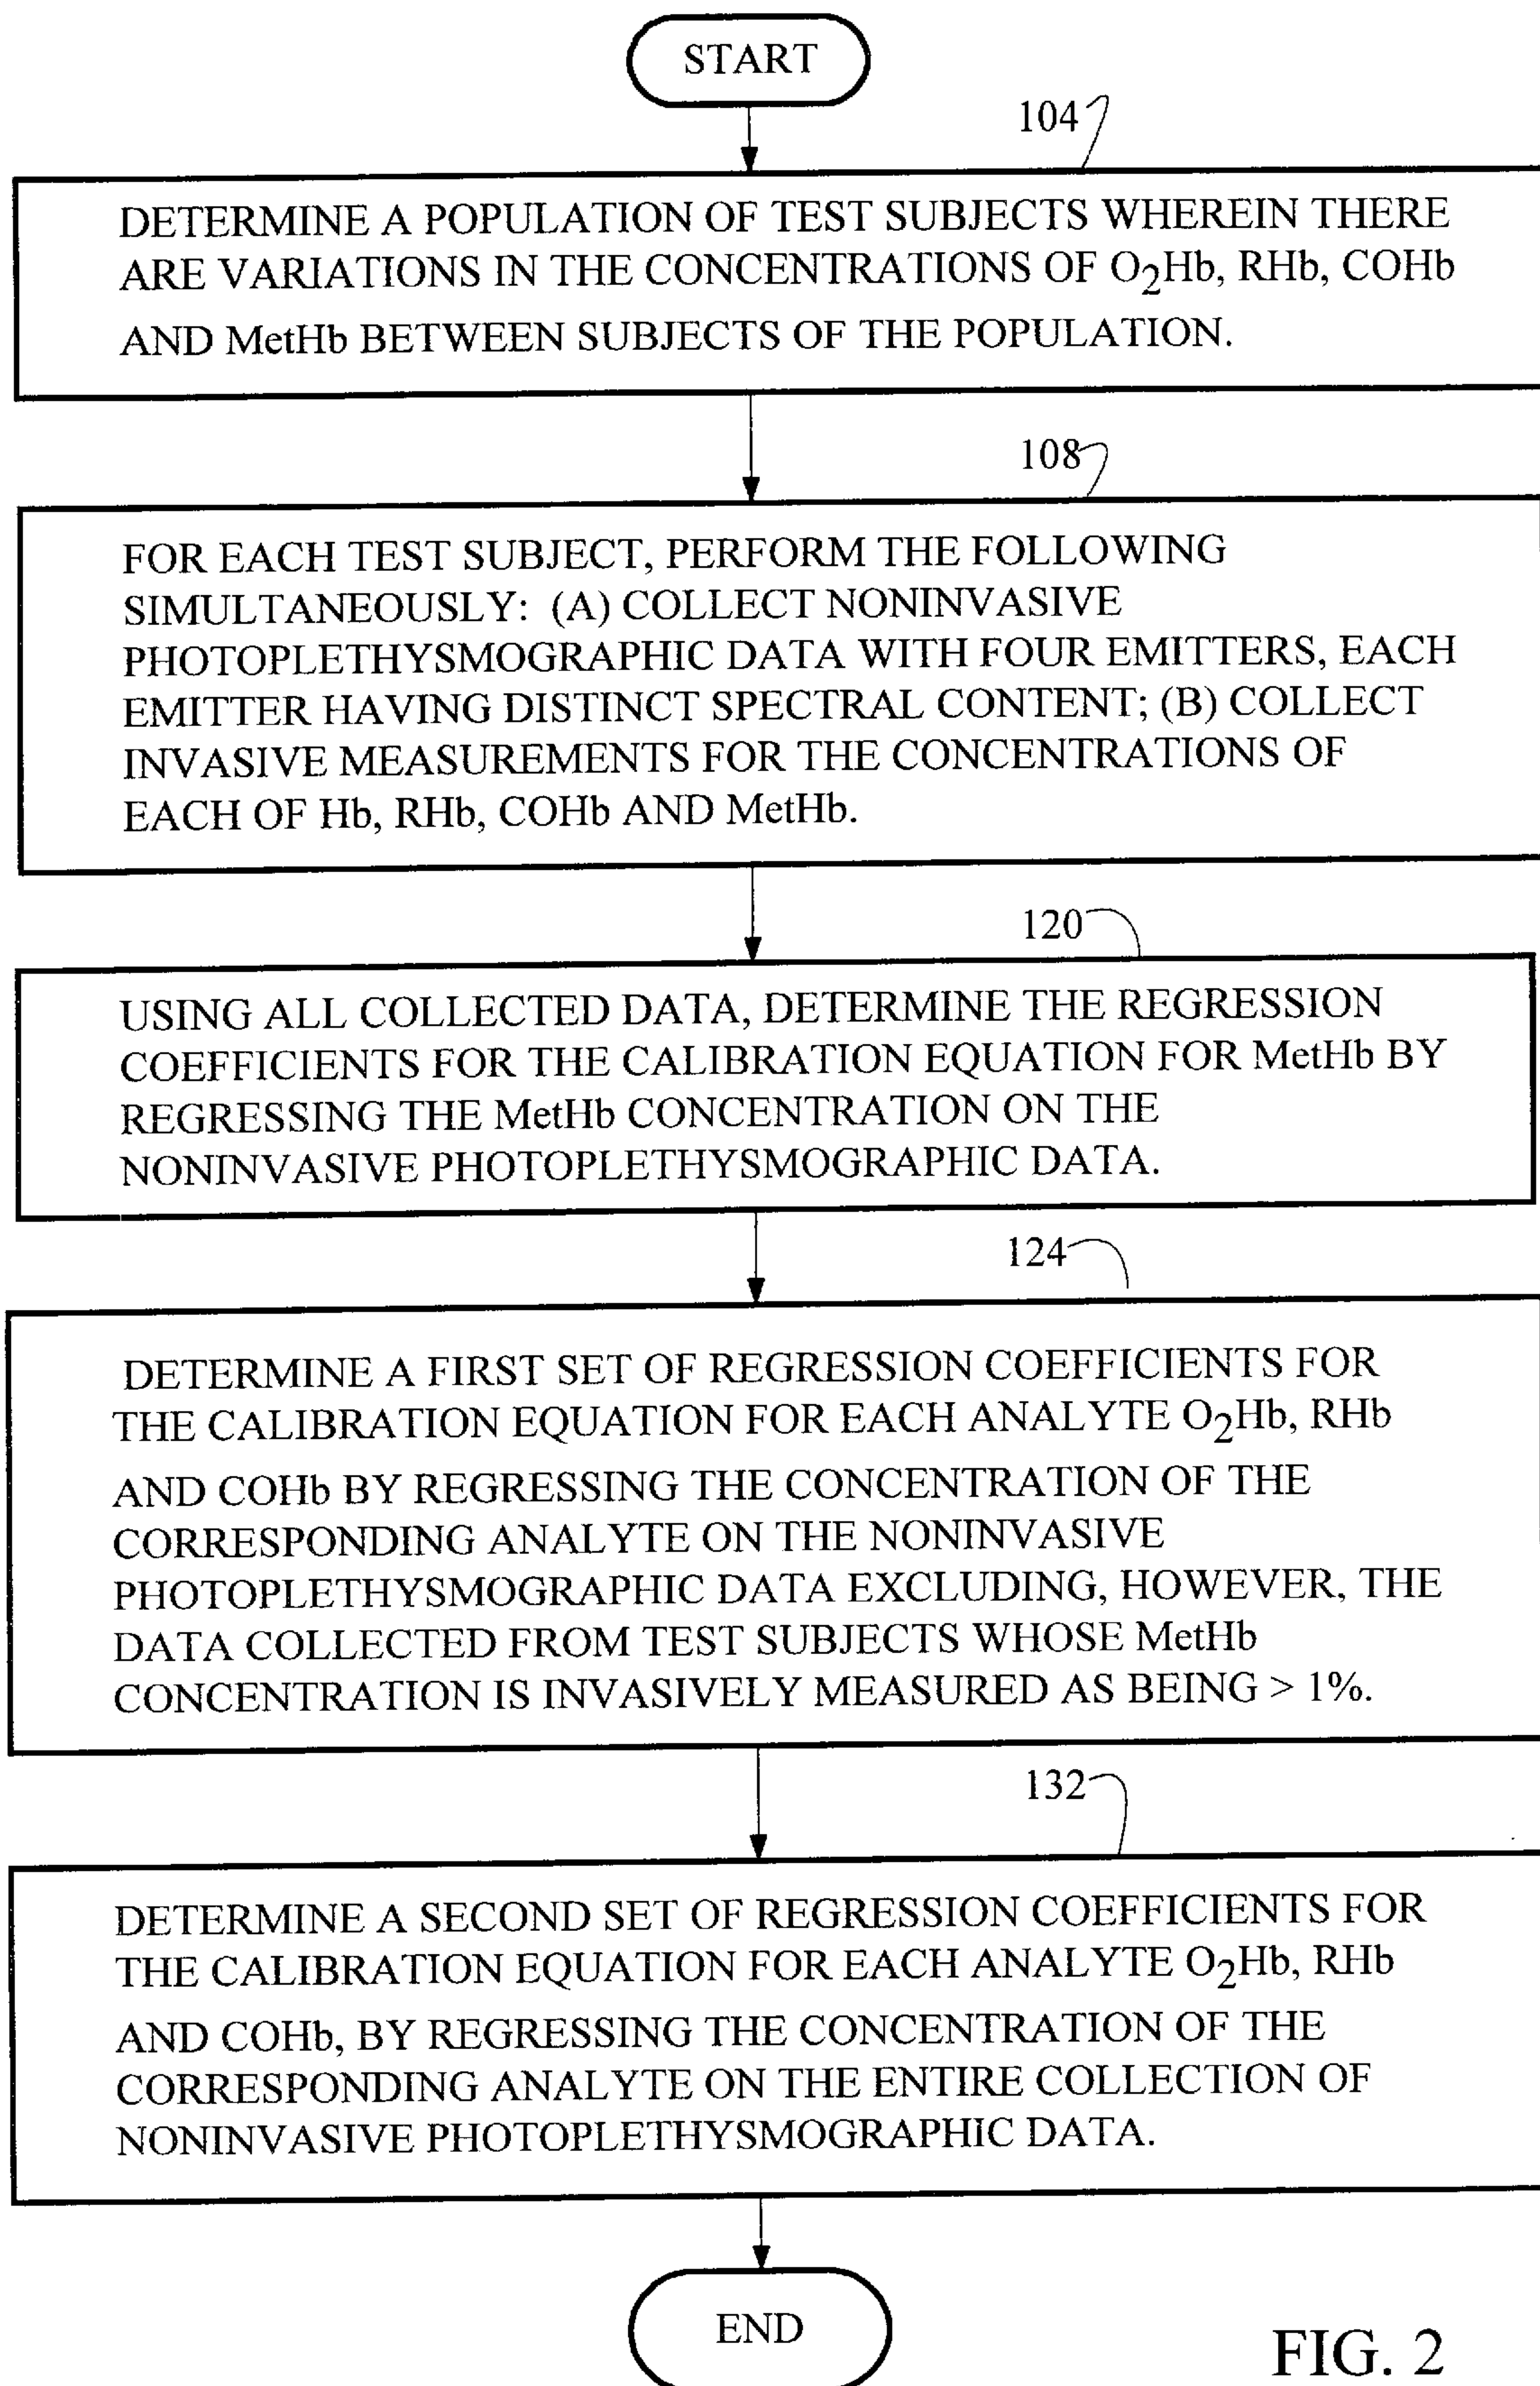 START
104
DETERMINE A POPULATION OF TEST SUBJECTS WHEREIN THERE
ARE VARIATIONS IN THE CONCENTRATIONS OF O₂Hb, RHb, COHb
AND MetHb BETWEEN SUBJECTS OF THE POPULATION.
108
FOR EACH TEST SUBJECT, PERFORM THE FOLLOWING
SIMULTANEOUSLY: (A) COLLECT NONINVASIVE
PHOTOPLETHYSMOGRAPHIC DATA WITH FOUR EMITTERS, EACH
EMITTER HAVING DISTINCT SPECTRAL CONTENT; (B) COLLECT
INVASIVE MEASUREMENTS FOR THE CONCENTRATIONS OF
EACH OF Hb, RHb, COHb AND MetHb.
120
USING ALL COLLECTED DATA, DETERMINE THE REGRESSION
COEFFICIENTS FOR THE CALIBRATION EQUATION FOR MetHb BY
REGRESSING THE MetHb CONCENTRATION ON THE
NONINVASIVE PHOTOPLETHYSMOGRAPHIC DATA.
124
DETERMINE A FIRST SET OF REGRESSION COEFFICIENTS FOR
THE CALIBRATION EQUATION FOR EACH ANALYTE O₂Hb, RHb
AND COHb BY REGRESSING THE CONCENTRATION OF THE
CORRESPONDING ANALYTE ON THE NONINVASIVE
PHOTOPLETHYSMOGRAPHIC DATA EXCLUDING, HOWEVER, THE
DATA COLLECTED FROM TEST SUBJECTS WHOSE MetHb
CONCENTRATION IS INVASIVELY MEASURED AS BEING > 1%.
132
DETERMINE A SECOND SET OF REGRESSION COEFFICIENTS FOR
THE CALIBRATION EQUATION FOR EACH ANALYTE O₂Hb, RHb
AND COHb, BY REGRESSING THE CONCENTRATION OF THE
CORRESPONDING ANALYTE ON THE ENTIRE COLLECTION OF
NONINVASIVE PHOTOPLETHYSMOGRAPHIC DATA.
END
FIG. 2